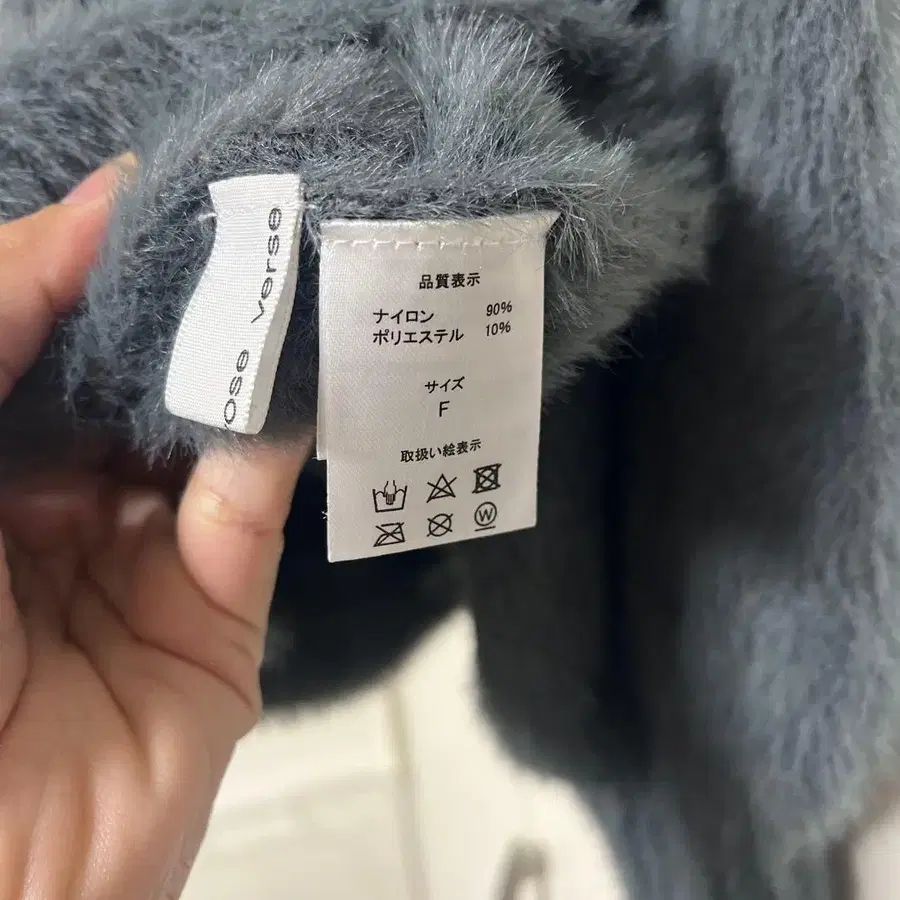 verse
品質表示
ナイロン 90%
ポリエステル 10%
サイズ
F
取扱い絵表示
W